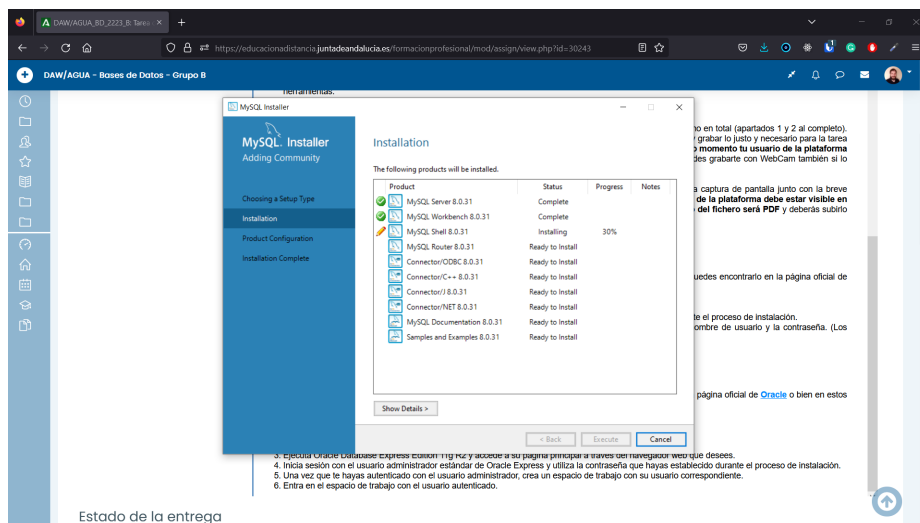 DAW/AGUA_BD_2223_B: Tarea
https://educacionadistancia.juntadeandalucia.es/formacionprofesional/mod/assign/view.php?id=30243
DAW/AGUA - Bases de Datos - Grupo B
herramientas.
MySQL Installer
MySQL. Installer
Adding Community
Choosing a Setup Type
Installation
Product Configuration
Installation Complete
Installation
The following products will be installed.
Product Status Progress Notes
MySQL Server 8.0.31 Complete
MySQL Workbench 8.0.31 Complete
MySQL Shell 8.0.31 Installing 30%
MySQL Router 8.0.31 Ready to Install
Connector/ODBC 8.0.31 Ready to Install
Connector/C++ 8.0.31 Ready to Install
Connector/J 8.0.31 Ready to Install
Connector/NET 8.0.31 Ready to Install
MySQL Documentation 8.0.31 Ready to Install
Samples and Examples 8.0.31 Ready to Install
Show Details >
< Back Execute Cancel
no en total (apartados 1 y 2 al completo).
grabar lo justo y necesario para la tarea
momento tu usuario de la plataforma
des grabarte con WebCam también si lo
a captura de pantalla junto con la breve
de la plataforma debe estar visible en
del fichero será PDF y deberás subirlo
uedes encontrarlo en la página oficial de
te el proceso de instalación.
ombre de usuario y la contraseña. (Los
página oficial de Oracle o bien en estos
3. Ejecuta Oracle Database Express Edition 11g R2 y accede a su página principal a través del navegador web que desees.
4. Inicia sesión con el usuario administrador estándar de Oracle Express y utiliza la contraseña que hayas establecido durante el proceso de instalación.
5. Una vez que te hayas autenticado con el usuario administrador, crea un espacio de trabajo con su usuario correspondiente.
6. Entra en el espacio de trabajo con el usuario autenticado.
Estado de la entrega